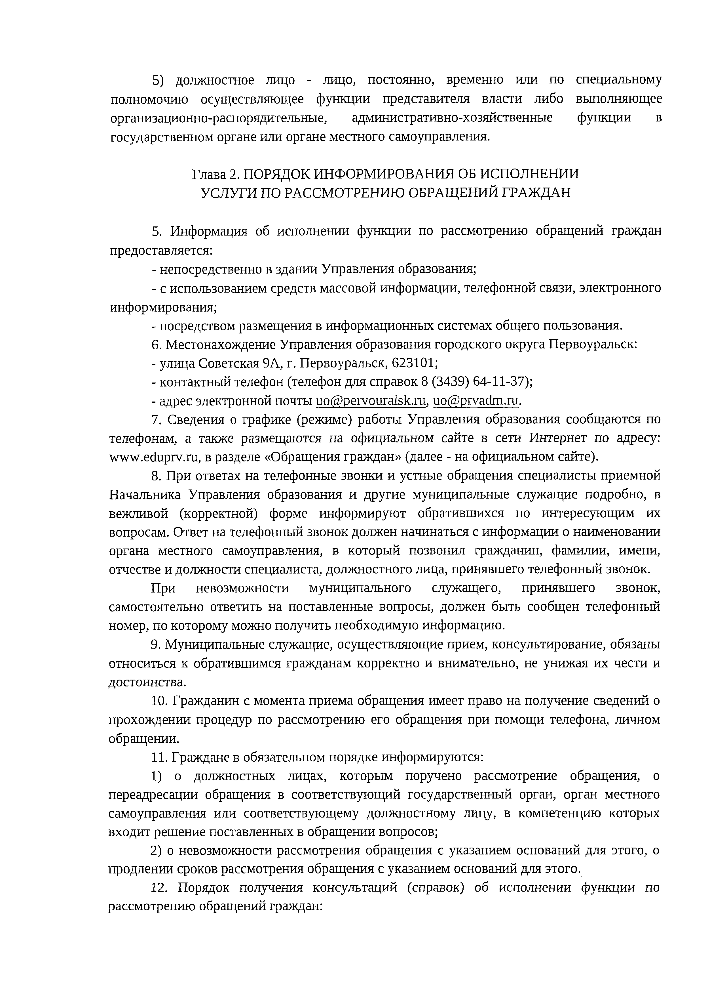 5) должностное лицо - лицо, постоянно, временно или по специальному
полномочию осуществляющее функции представителя власти либо выполняющее
организационно-распорядительные, административно-хозяйственные функции в
государственном органе или органе местного самоуправления.
Глава 2. ПОРЯДОК ИНФОРМИРОВАНИЯ ОБ ИСПОЛНЕНИИ
УСЛУГИ ПО РАССМОТРЕНИЮ ОБРАЩЕНИЙ ГРАЖДАН
5. Информация об исполнении функции по рассмотрению обращений граждан
предоставляется:
- непосредственно в здании Управления образования;
- с использованием средств массовой информации, телефонной связи, электронного
информирования;
- посредством размещения в информационных системах общего пользования.
6. Местонахождение Управления образования городского округа Первоуральск:
- улица Советская 9А, г. Первоуральск, 623101;
- контактный телефон (телефон для справок 8 (3439) 64-11-37);
- адрес электронной почты uo@pervouralsk.ru, uo@prvadm.ru.
7. Сведения о графике (режиме) работы Управления образования сообщаются по
телефонам, а также размещаются на официальном сайте в сети Интернет по адресу:
www.eduprv.ru, в разделе «Обращения граждан» (далее - на официальном сайте).
8. При ответах на телефонные звонки и устные обращения специалисты приемной
Начальника Управления образования и другие муниципальные служащие подробно, в
вежливой (корректной) форме информируют обратившихся по интересующим их
вопросам. Ответ на телефонный звонок должен начинаться с информации о наименовании
органа местного самоуправления, в который позвонил гражданин, фамилии, имени,
отчестве и должности специалиста, должностного лица, принявшего телефонный звонок.
При невозможности муниципального служащего, принявшего звонок,
самостоятельно ответить на поставленные вопросы, должен быть сообщен телефонный
номер, по которому можно получить необходимую информацию.
9. Муниципальные служащие, осуществляющие прием, консультирование, обязаны
относиться к обратившимся гражданам корректно и внимательно, не унижая их чести и
достоинства.
10. Гражданин с момента приема обращения имеет право на получение сведений о
прохождении процедур по рассмотрению его обращения при помощи телефона, личном
обращении.
11. Граждане в обязательном порядке информируются:
1) о должностных лицах, которым поручено рассмотрение обращения, о
переадресации обращения в соответствующий государственный орган, орган местного
самоуправления или соответствующему должностному лицу, в компетенцию которых
входит решение поставленных в обращении вопросов;
2) о невозможности рассмотрения обращения с указанием оснований для этого, о
продлении сроков рассмотрения обращения с указанием оснований для этого.
12. Порядок получения консультаций (справок) об исполнении функции по
рассмотрению обращений граждан: